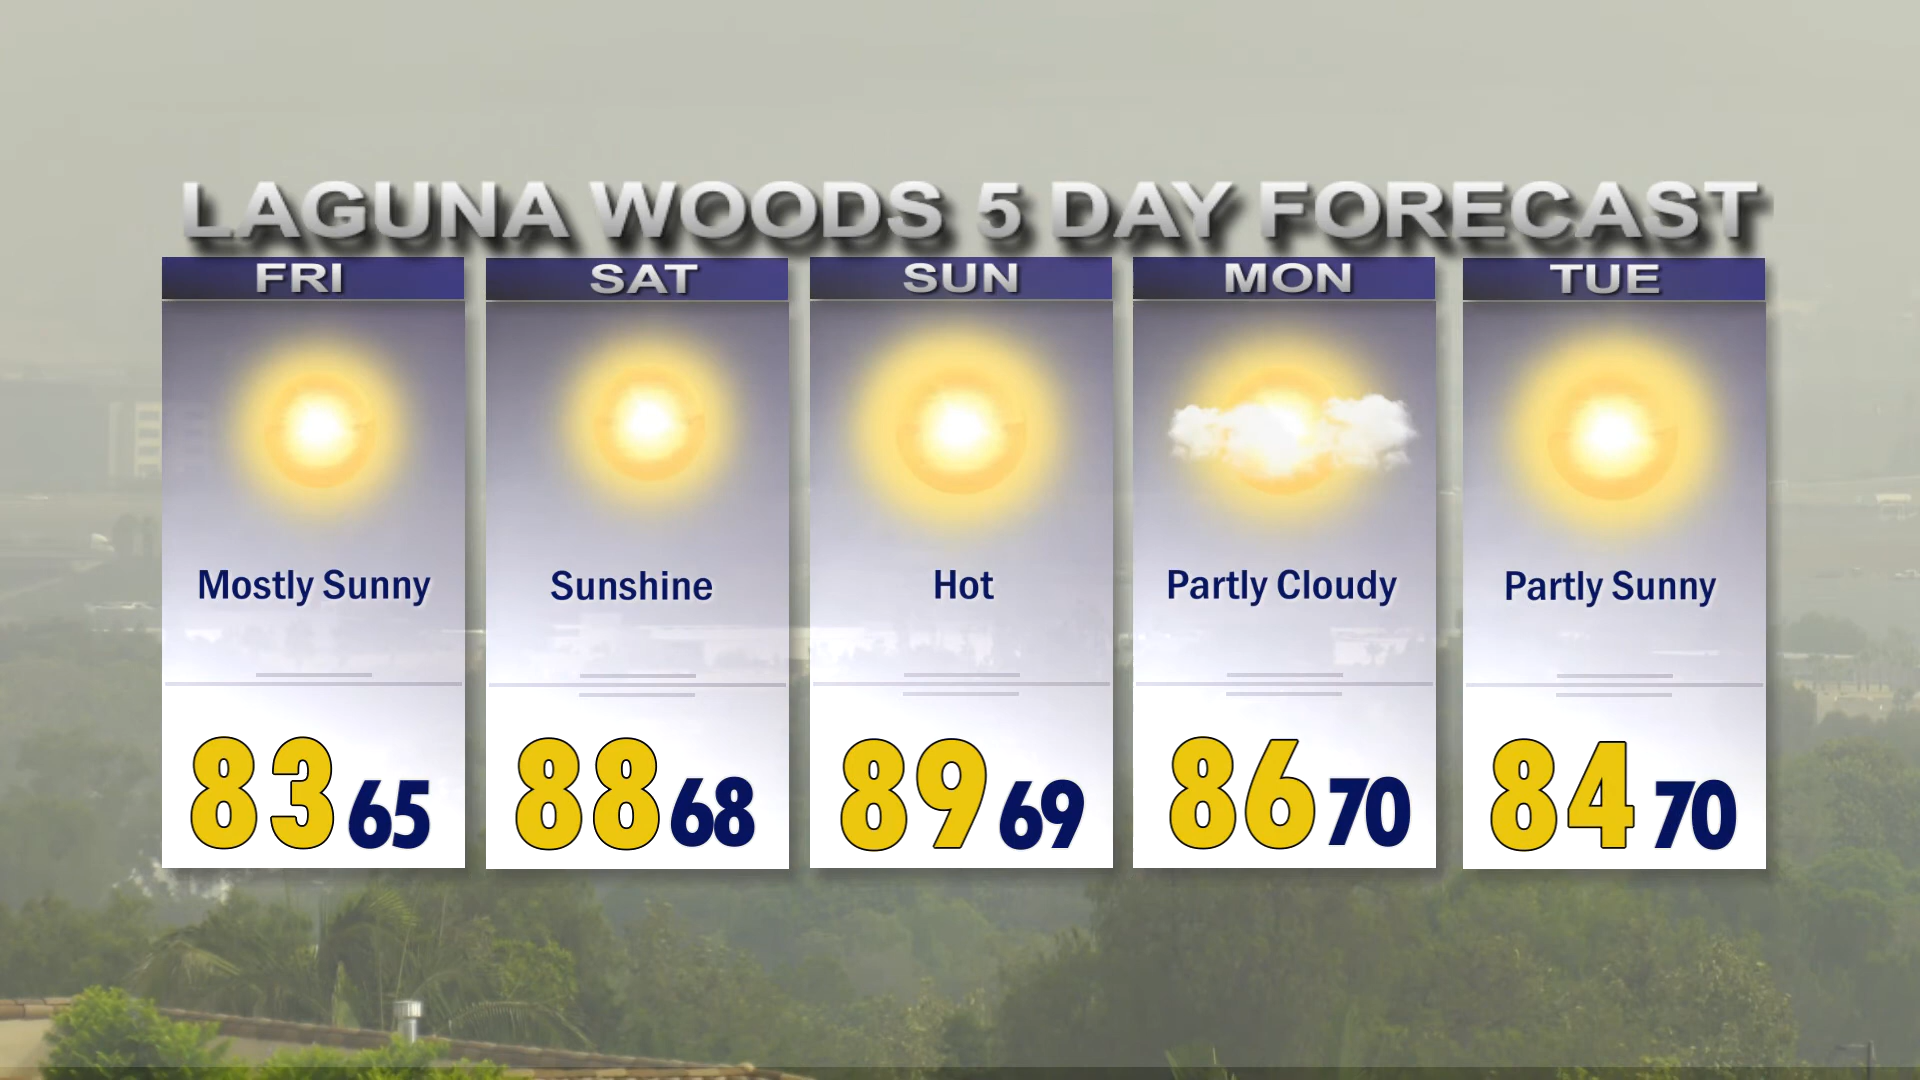 LAGUNA WOODS 5 DAY FORECAST
FRI
Mostly Sunny
83 65
SAT
Sunshine
88 68
SUN
Hot
89 69
MON
Partly Cloudy
86 70
TUE
Partly Sunny
84 70